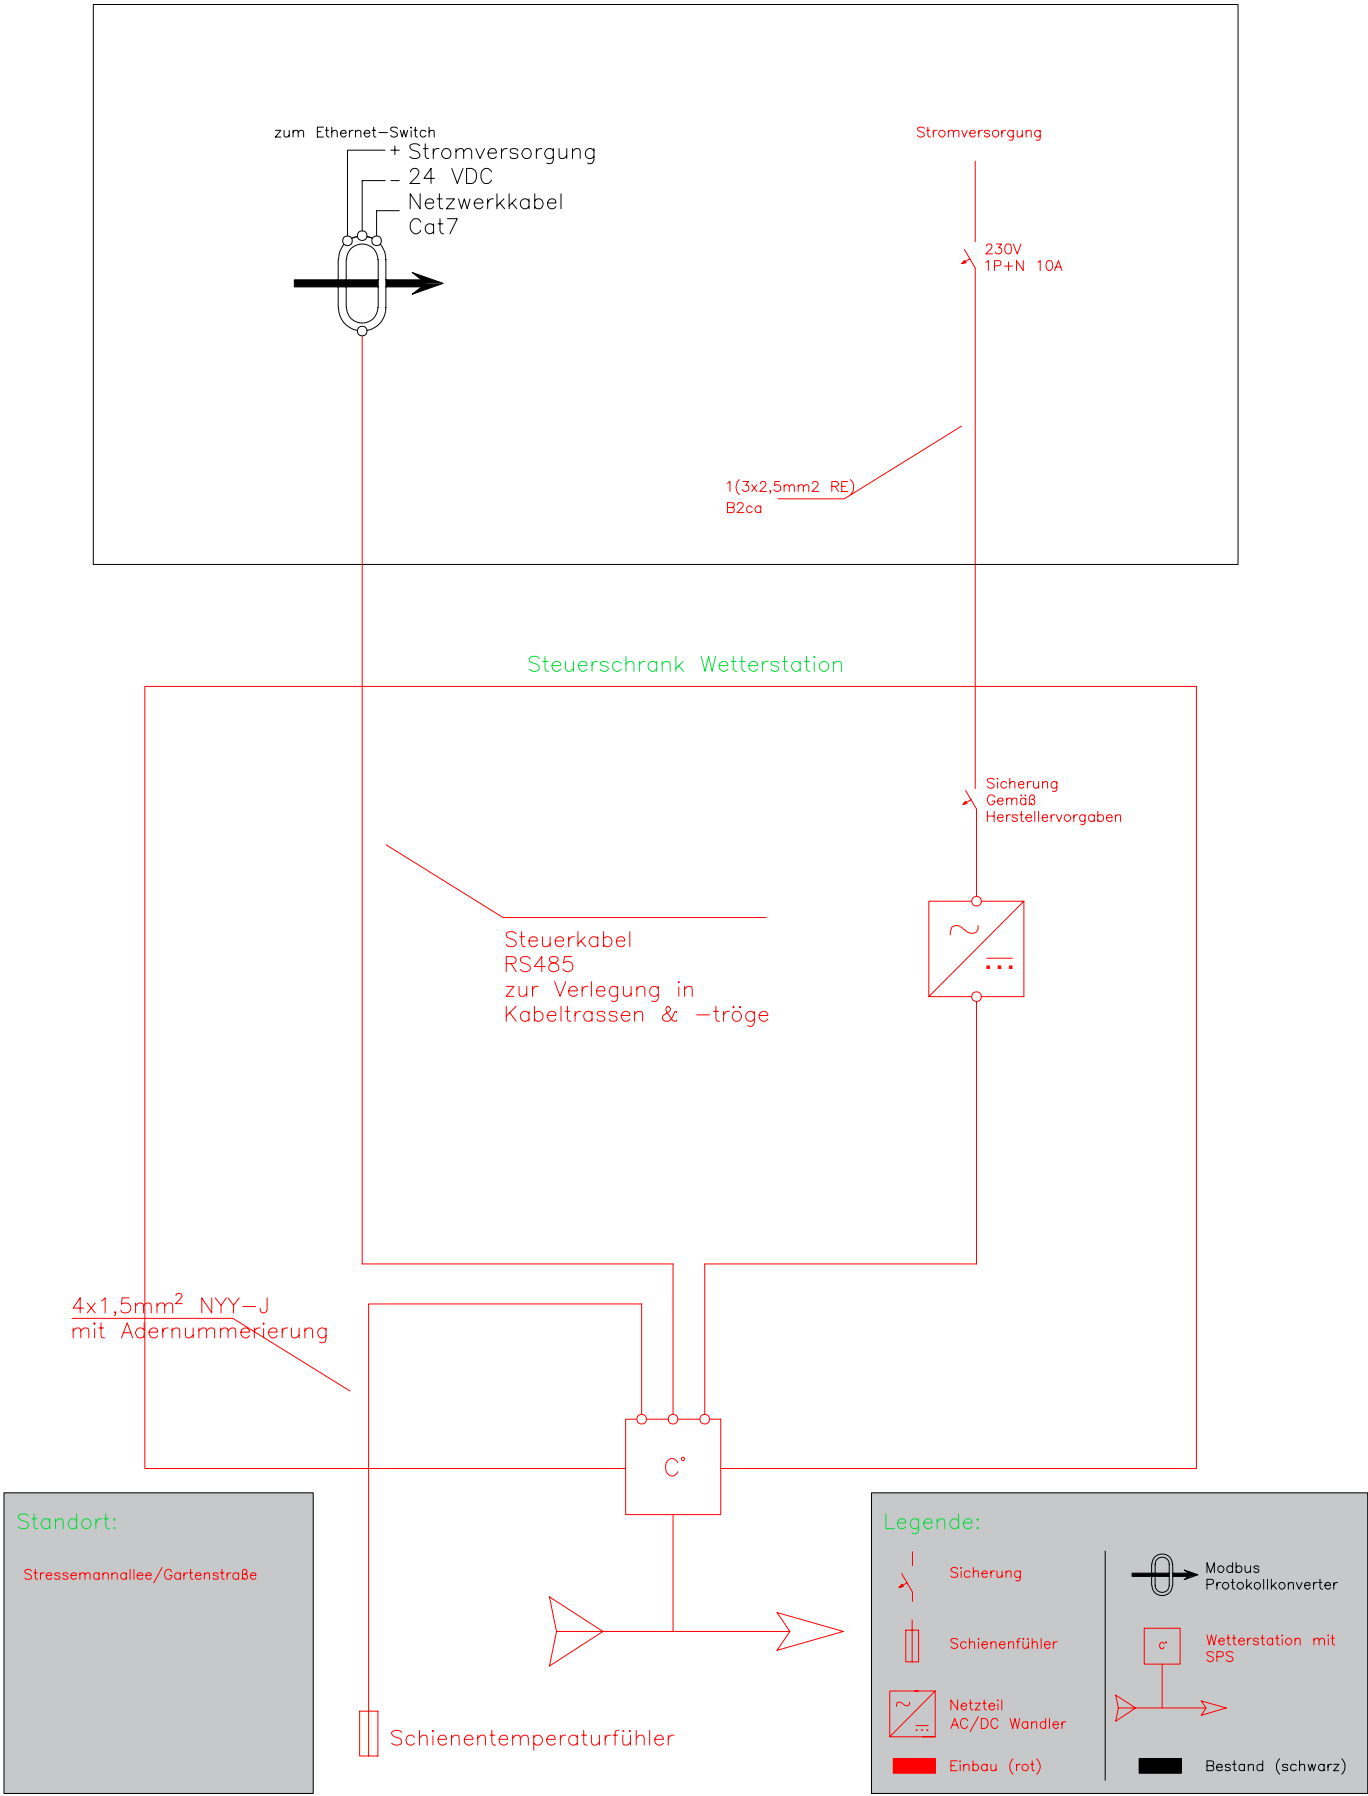 zum Ethernet-Switch
+ Stromversorgung
- 24 VDC
Netzwerkkabel
Cat7
Stromversorgung
230V
1P+N 10A
1(3x2,5mm2 RE)
B2ca
Steuerschrank Wetterstation
Sicherung
Gemäß
Herstellervorgaben
Steuerkabel
RS485
zur Verlegung in
Kabeltrassen & -tröge
4x1,5mm² NYY-J
mit Adernummerierung
C°
Schienentemperaturfühler
Standort:
Stressemannallee/Gartenstraße
Legende:
Sicherung
Schienenfühler
Netzteil
AC/DC Wandler
Einbau (rot)
Modbus
Protokollkonverter
C°
Wetterstation mit
SPS
Bestand (schwarz)